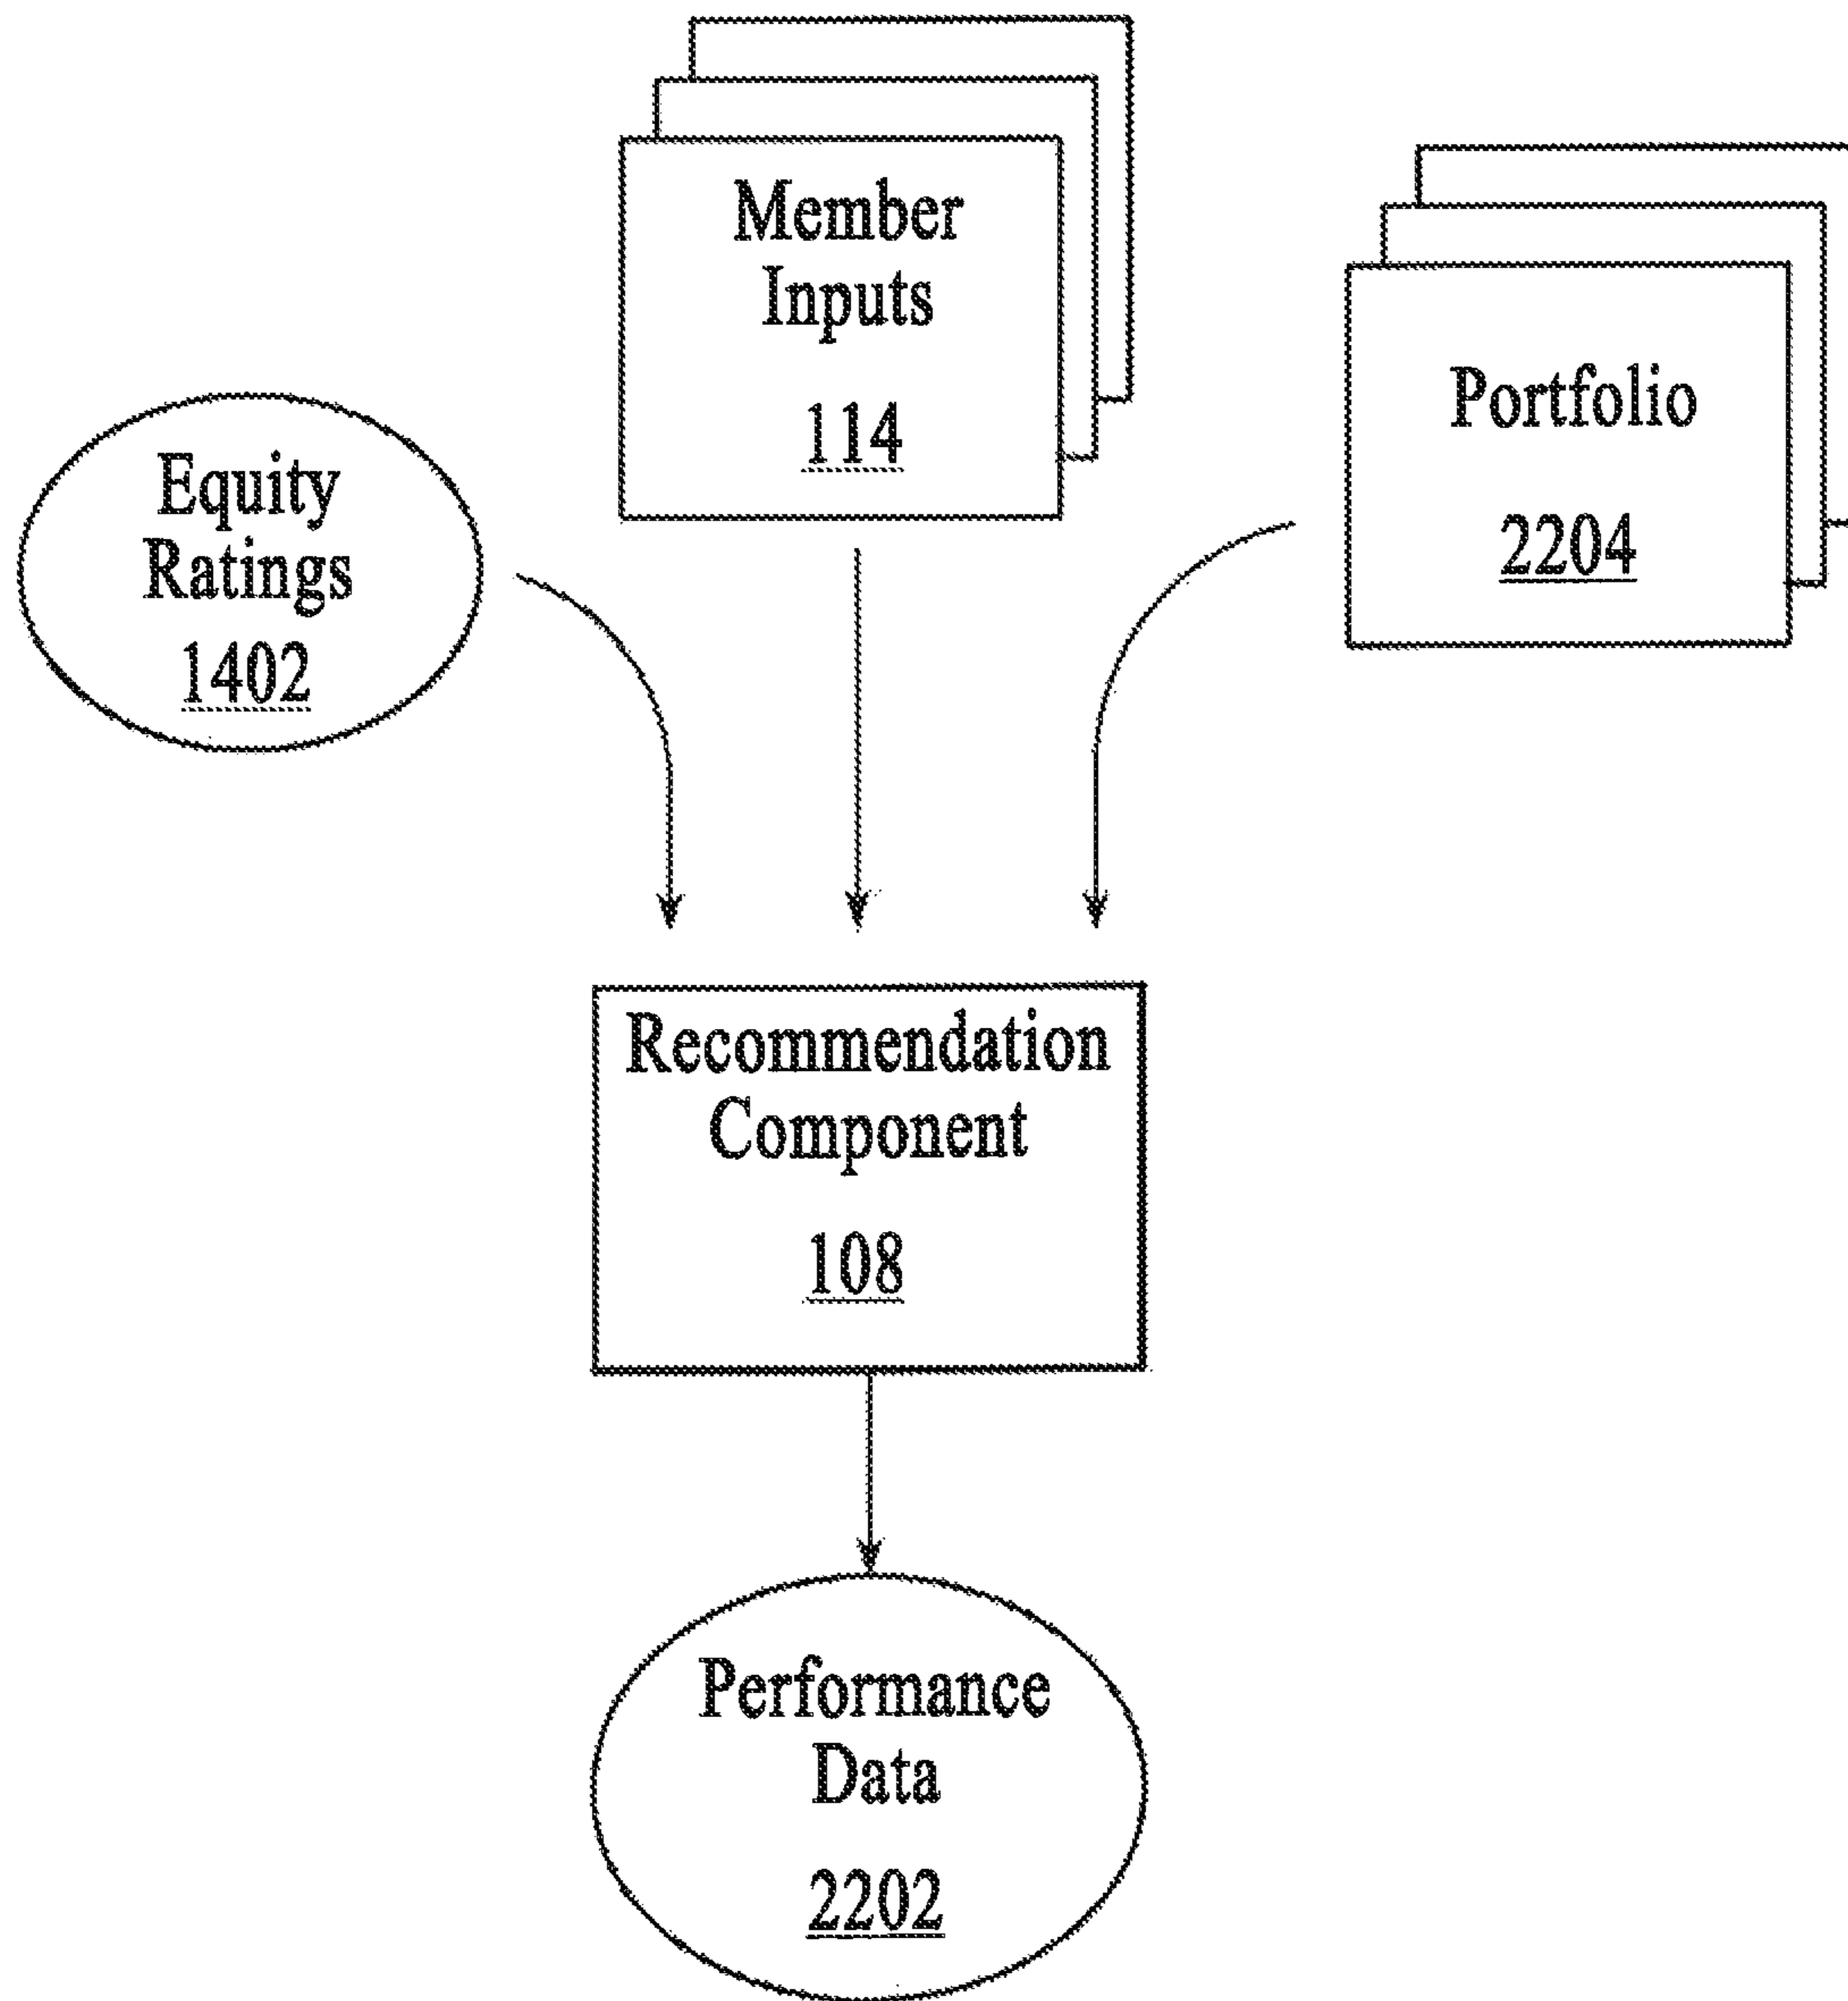 Member
Inputs
114
Portfolio
2204
Equity
Ratings
1402
Recommendation
Component
108
Performance
Data
2202